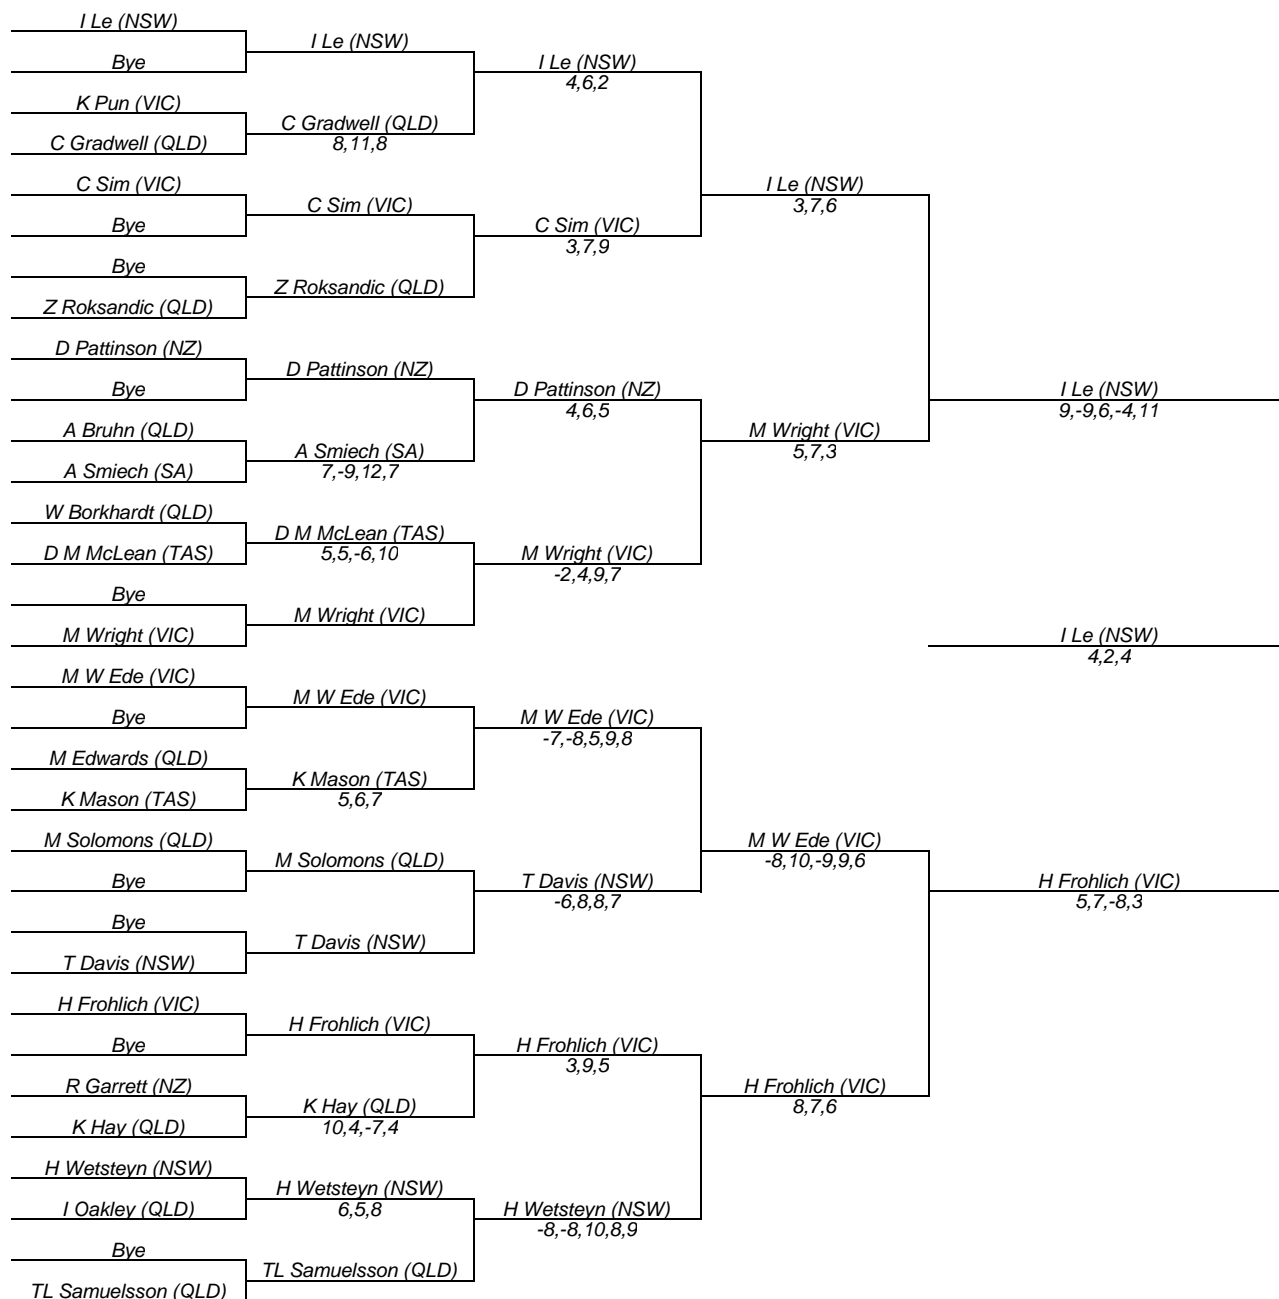 I Le (NSW)
Bye
K Pun (VIC)
C Gradwell (QLD)
C Sim (VIC)
Bye
Bye
Z Roksandic (QLD)
D Pattinson (NZ)
Bye
A Bruhn (QLD)
A Smiech (SA)
W Borkhardt (QLD)
D M McLean (TAS)
Bye
M Wright (VIC)
M W Ede (VIC)
Bye
M Edwards (QLD)
K Mason (TAS)
M Solomons (QLD)
Bye
Bye
T Davis (NSW)
H Frohlich (VIC)
Bye
R Garrett (NZ)
K Hay (QLD)
H Wetsteyn (NSW)
I Oakley (QLD)
Bye
TL Samuelsson (QLD)
I Le (NSW)
C Gradwell (QLD)
8,11,8
C Sim (VIC)
Z Roksandic (QLD)
D Pattinson (NZ)
A Smiech (SA)
7,-9,12,7
D M McLean (TAS)
5,5,-6,10
M Wright (VIC)
M W Ede (VIC)
K Mason (TAS)
5,6,7
M Solomons (QLD)
T Davis (NSW)
H Frohlich (VIC)
K Hay (QLD)
10,4,-7,4
H Wetsteyn (NSW)
6,5,8
TL Samuelsson (QLD)
I Le (NSW)
4,6,2
C Sim (VIC)
3,7,9
D Pattinson (NZ)
4,6,5
M Wright (VIC)
-2,4,9,7
M W Ede (VIC)
-7,-8,5,9,8
T Davis (NSW)
-6,8,8,7
H Frohlich (VIC)
3,9,5
H Wetsteyn (NSW)
-8,-8,10,8,9
I Le (NSW)
3,7,6
M Wright (VIC)
5,7,3
M W Ede (VIC)
-8,10,-9,9,6
H Frohlich (VIC)
8,7,6
I Le (NSW)
9,-9,6,-4,11
I Le (NSW)
4,2,4
H Frohlich (VIC)
5,7,-8,3